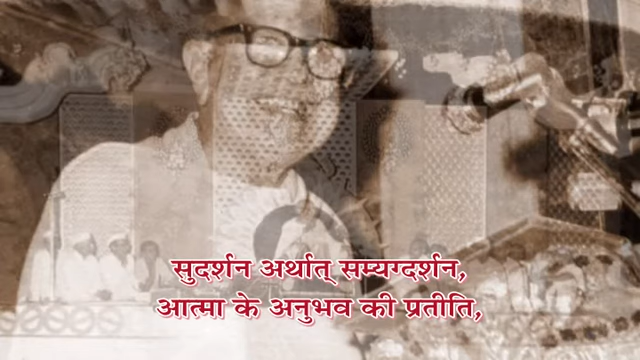 सुदर्शन अर्थात् सम्यग्दर्शन,
आत्मा के अनुभव की प्रतीति,